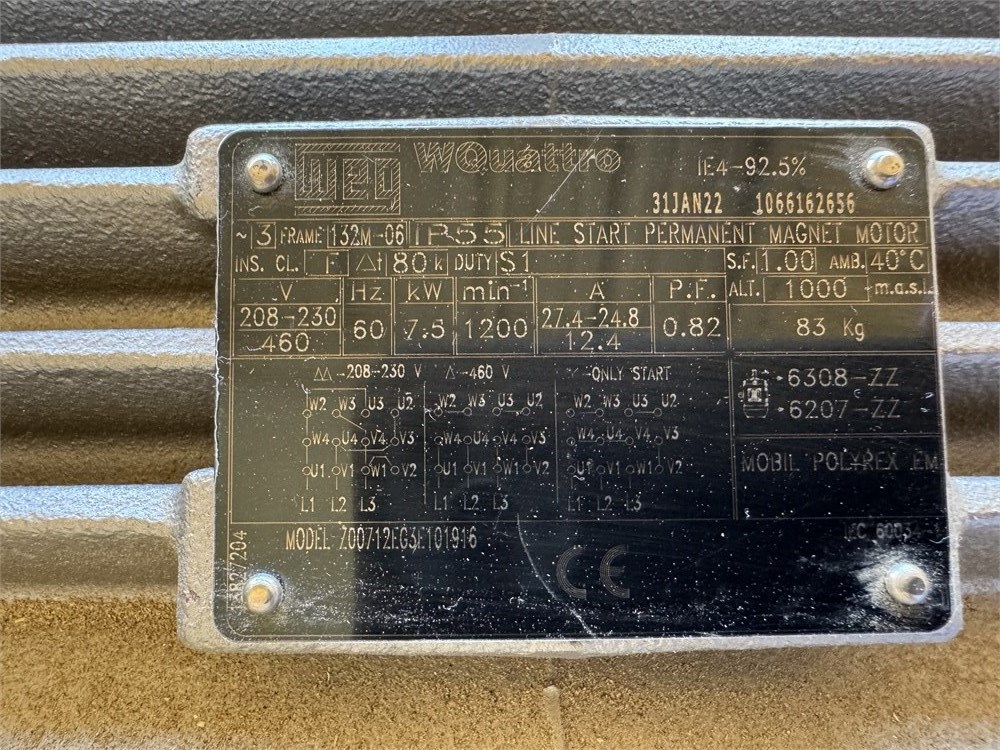 WEG WQuattro IE4-92.5%
31JAN22 1066162656
~3 FRAME 132M-06 IP55 LINE START PERMANENT MAGNET MOTOR
INS. CL. F Δt 80 k DUTY S1 S.F. 1.00 AMB. 40°C
V Hz kW min-1 A P.F. ALT. 1000 m.a.s.l.
208-230 60 7.5 1200 27.4-24.8 0.82 83 Kg
460 12.4
ΔΔ-208-230 V Δ-460 V ONLY START
6308-ZZ
6207-ZZ
W2 W3 U3 U2 W2 W3 U3 U2 W2 W3 U3 U2
W4 U4 V4 V3 W4 U4 V4 V3 W4 U4 V4 V3
U1 V1 W1 V2 U1 V1 W1 V2 U1 V1 W1 V2
MOBIL POLYREX EM
L1 L2 L3 L1 L2 L3 L1 L2 L3
MODEL 
CE